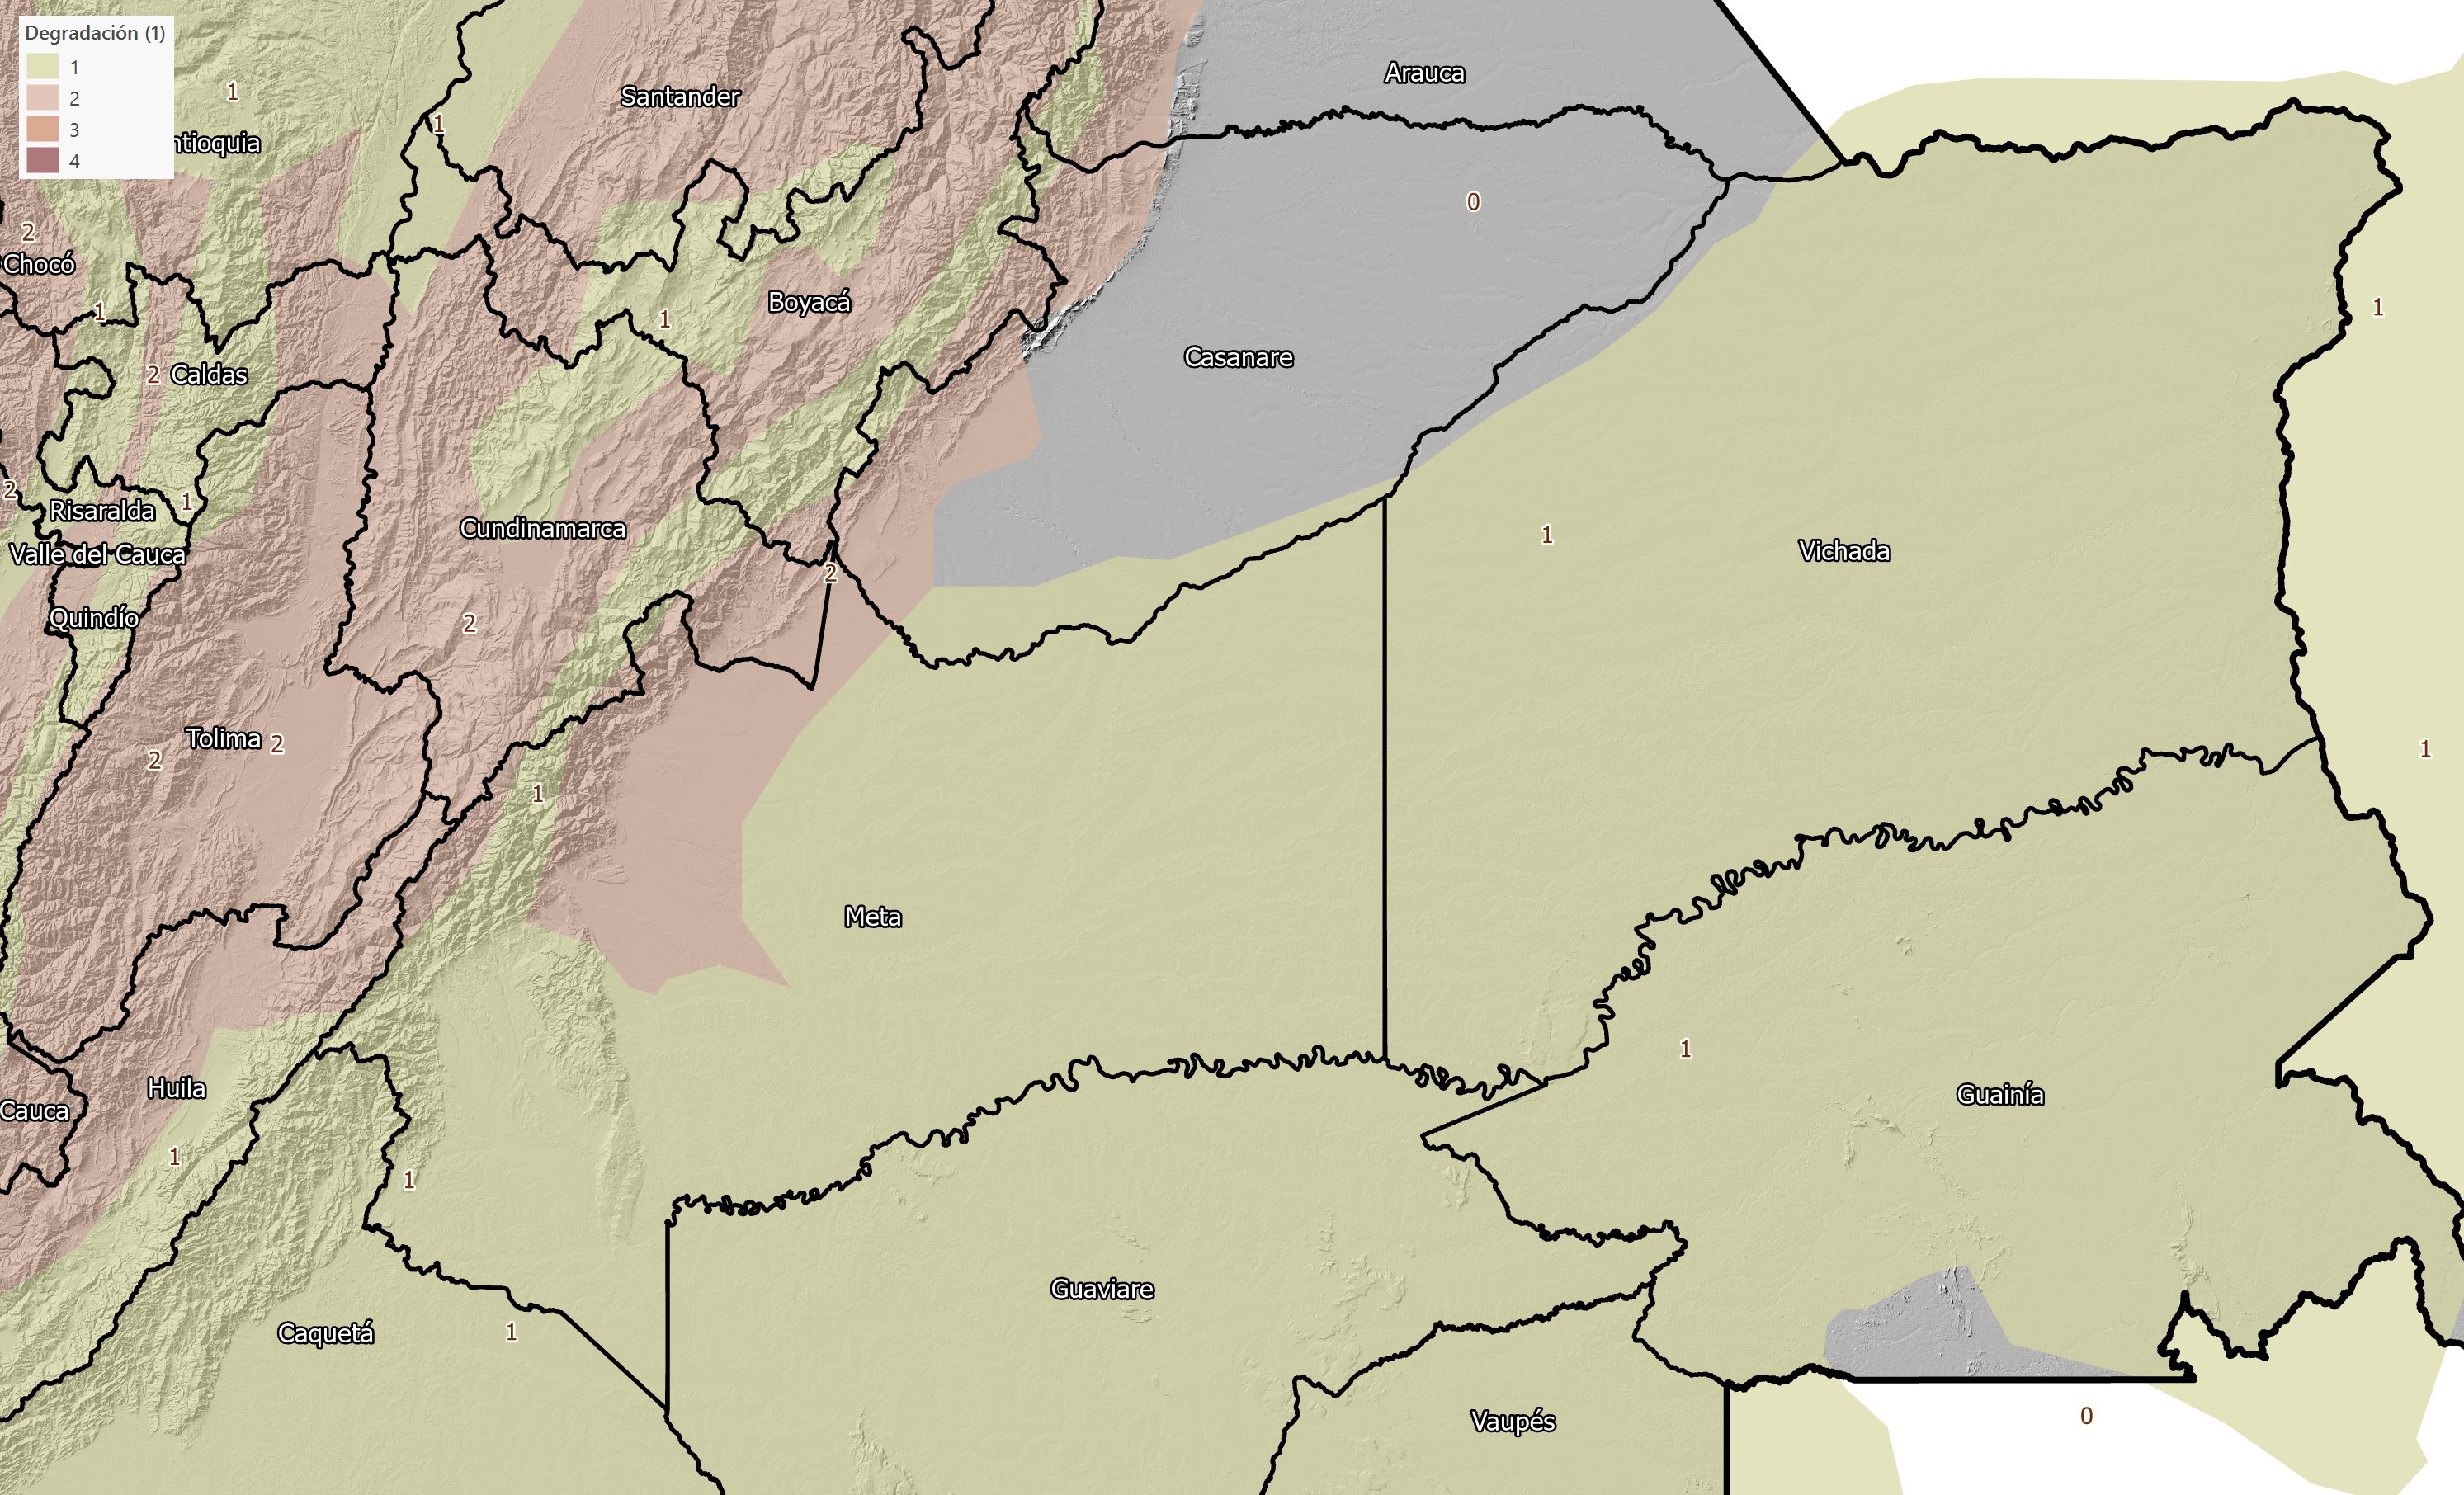 Degradación (1)
1
2
3
4
1
Santander
Arauca
1
ntioquia
0
2
Chocó
1
1
Boyacá
1
2
Caldas
Casanare
2
1
Risaralda
Cundinamarca
1
Vichada
Valle del Cauca
2
Quindío
2
Tolima
2
2
1
1
Meta
1
Huila
Guainía
Cauca
1
1
Guaviare
Caquetá
1
Vaupés
0